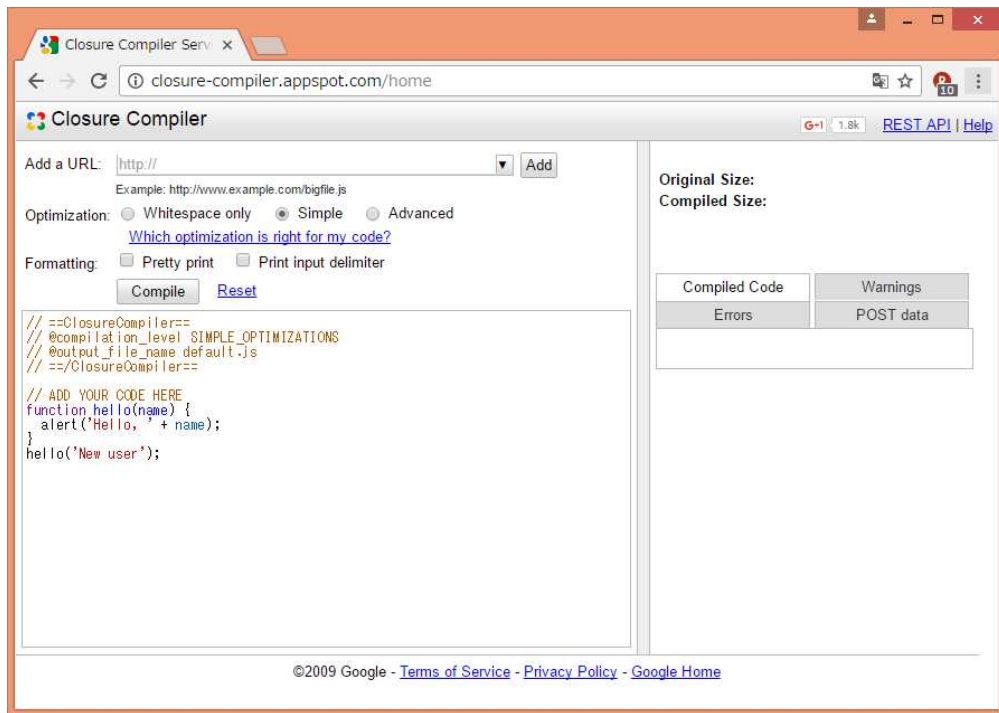 Closure Compiler Serv
closure-compiler.appspot.com/home
10
Closure Compiler
G+1 1.8k REST API | Help
Add a URL: http:// Add
Example: http://www.example.com/bigfile.js
Optimization: Whitespace only Simple Advanced
Which optimization is right for my code?
Formatting: Pretty print Print input delimiter
Compile Reset
// ==ClosureCompiler==
// @compilation_level SIMPLE_OPTIMIZATIONS
// @output_file_name default.js
// ==/ClosureCompiler==
// ADD YOUR CODE HERE
function hello(name) {
alert('Hello, ' + name);
}
hello('New user');
Original Size:
Compiled Size:
Compiled Code Warnings
Errors POST data
©2009 Google - Terms of Service - Privacy Policy - Google Home